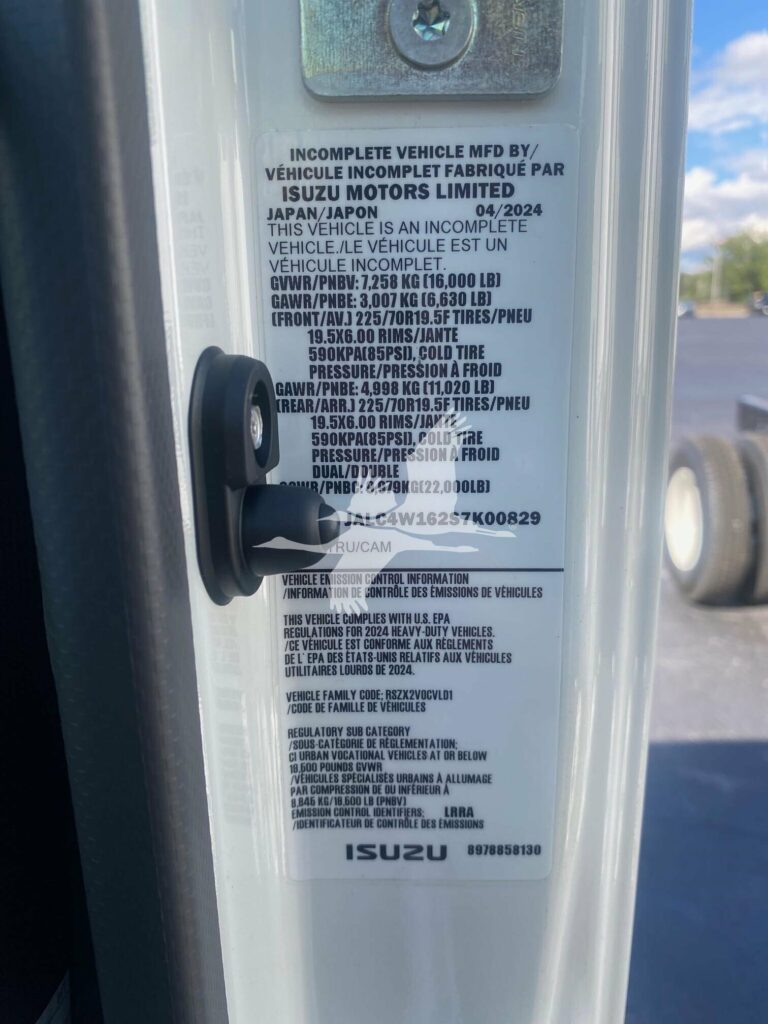 INCOMPLETE VEHICLE MFD BY/
VÉHICULE INCOMPLET FABRIQUÉ PAR
ISUZU MOTORS LIMITED
JAPAN/JAPON 04/2024
THIS VEHICLE IS AN INCOMPLETE
VEHICLE./LE VÉHICULE EST UN
VÉHICULE INCOMPLET.
GVWR/PNBV: 7,258 KG (16,000 LB)
GAWR/PNBE: 3,007 KG (6,630 LB)
(FRONT/AV.) 225/70R19.5F TIRES/PNEU
19.5X6.00 RIMS/JANTE
590KPA(85PSI), COLD TIRE
PRESSURE/PRESSION À FROID
GAWR/PNBE: 4,998 KG (11,020 LB)
(REAR/ARR.) 225/70R19.5F TIRES/PNEU
19.5X6.00 RIMS/JANTE
590KPA(85PSI), COLD TIRE
PRESSURE/PRESSION À FROID
DUAL/DOUBLE
(22,000LB)
JALC4W162S7K00829
TRU/CAM
VEHICLE EMISSION CONTROL INFORMATION
/INFORMATION DE CONTRÔLE DES ÉMISSIONS DE VÉHICULES
THIS VEHICLE COMPLIES WITH U.S. EPA
REGULATIONS FOR 2024 HEAVY-DUTY VEHICLES.
/CE VÉHICULE EST CONFORME AUX RÈGLEMENTS
DE L' EPA DES ÉTATS-UNIS RELATIFS AUX VÉHICULES
UTILITAIRES LOURDS DE 2024.
VEHICLE FAMILY CODE: RSZX2VOCVLD1
/CODE DE FAMILLE DE VÉHICULES
REGULATORY SUB CATEGORY
/SOUS-CATÉGORIE DE RÉGLEMENTATION;
CI URBAN VOCATIONAL VEHICLES AT OR BELOW
19,500 POUNDS GVWR
/VÉHICULES SPÉCIALISÉS URBAINS À ALLUMAGE
PAR COMPRESSION DE OU INFÉRIEUR À
8,845 KG/19,500 LB (PNBV)
EMISSION CONTROL IDENTIFIERS; LRRA
/IDENTIFICATEUR DE CONTRÔLE DES ÉMISSIONS
ISUZU 8978858130